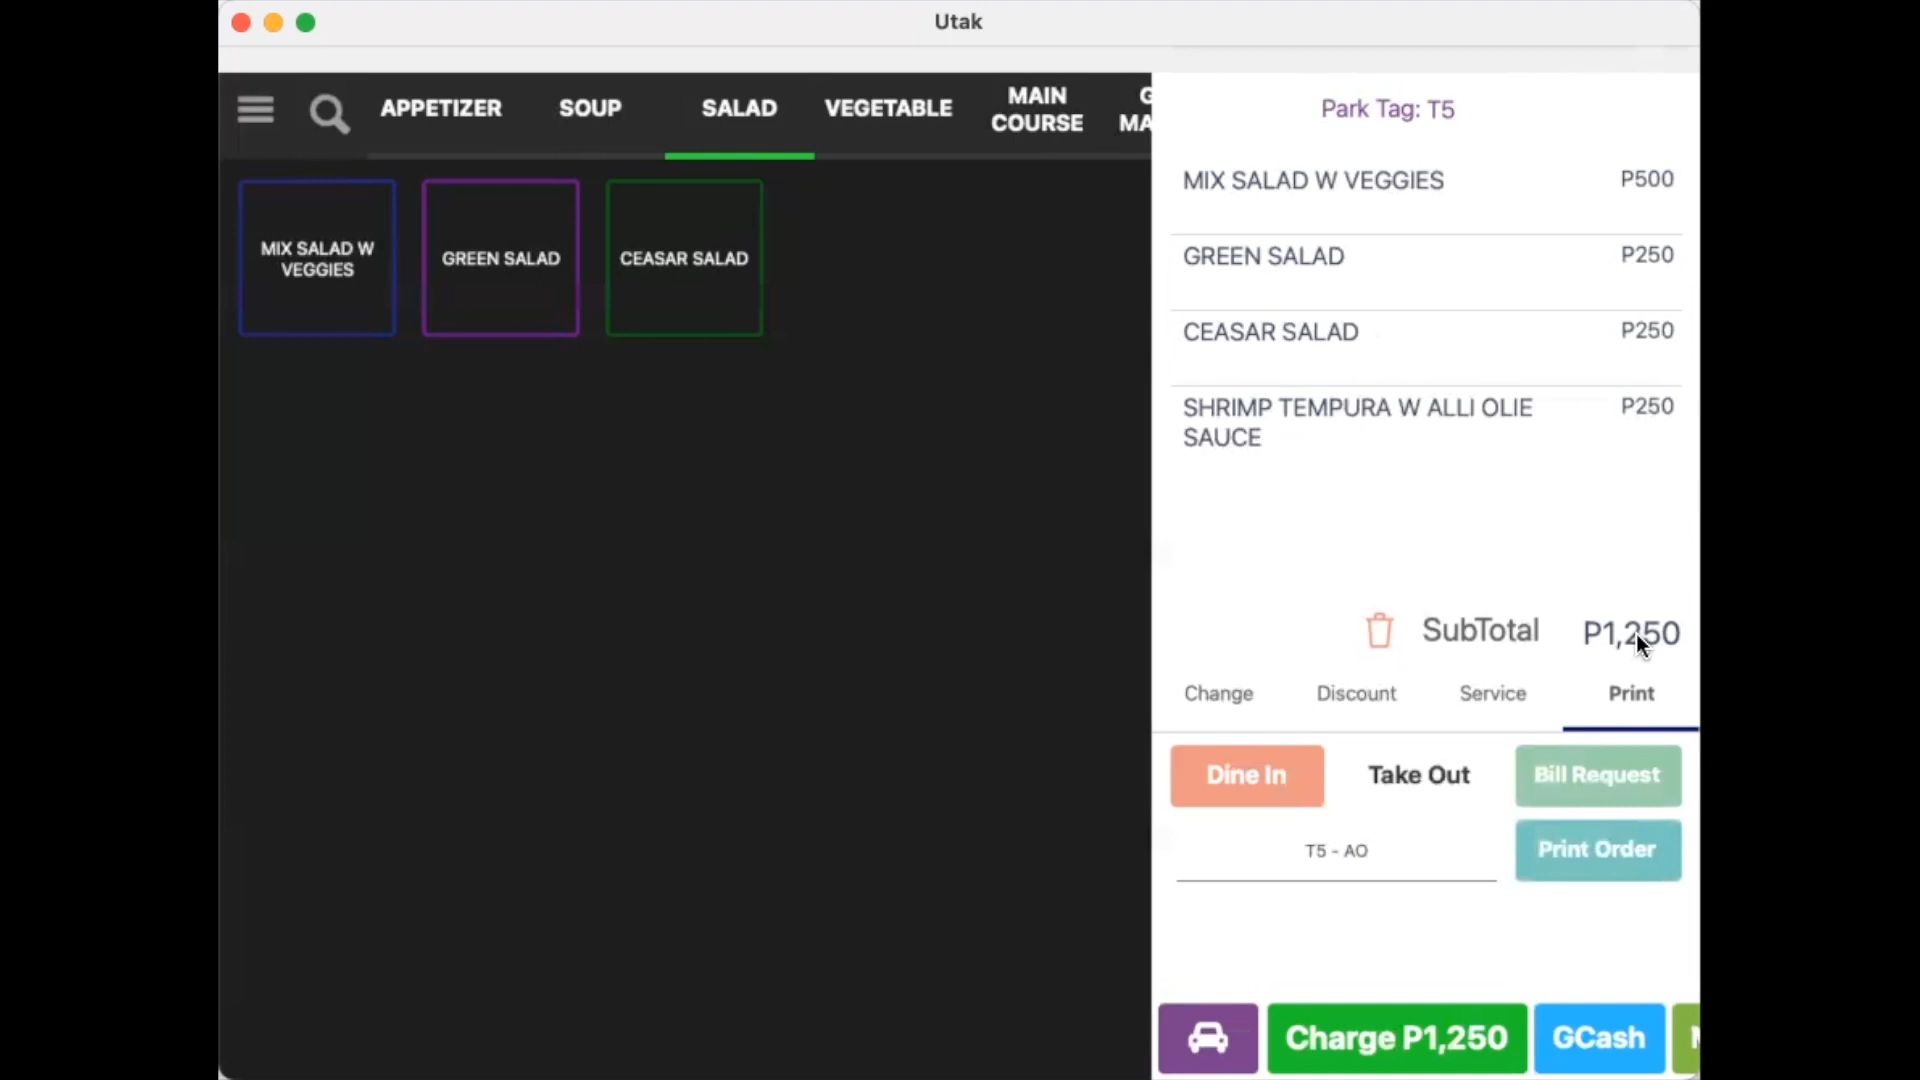 Utak
APPETIZER
SOUP
SALAD
VEGETABLE
MAIN
COURSE
MIX SALAD W
VEGGIES
GREEN SALAD
CEASAR SALAD
Park Tag: T5
MIX SALAD W VEGGIES P500
GREEN SALAD P250
CEASAR SALAD P250
SHRIMP TEMPURA W ALLI OLIE P250
SAUCE
SubTotal P1,250
Change Discount Service Print
Dine In Take Out Bill Request
T5 - AO Print Order
Charge P1,250 GCash